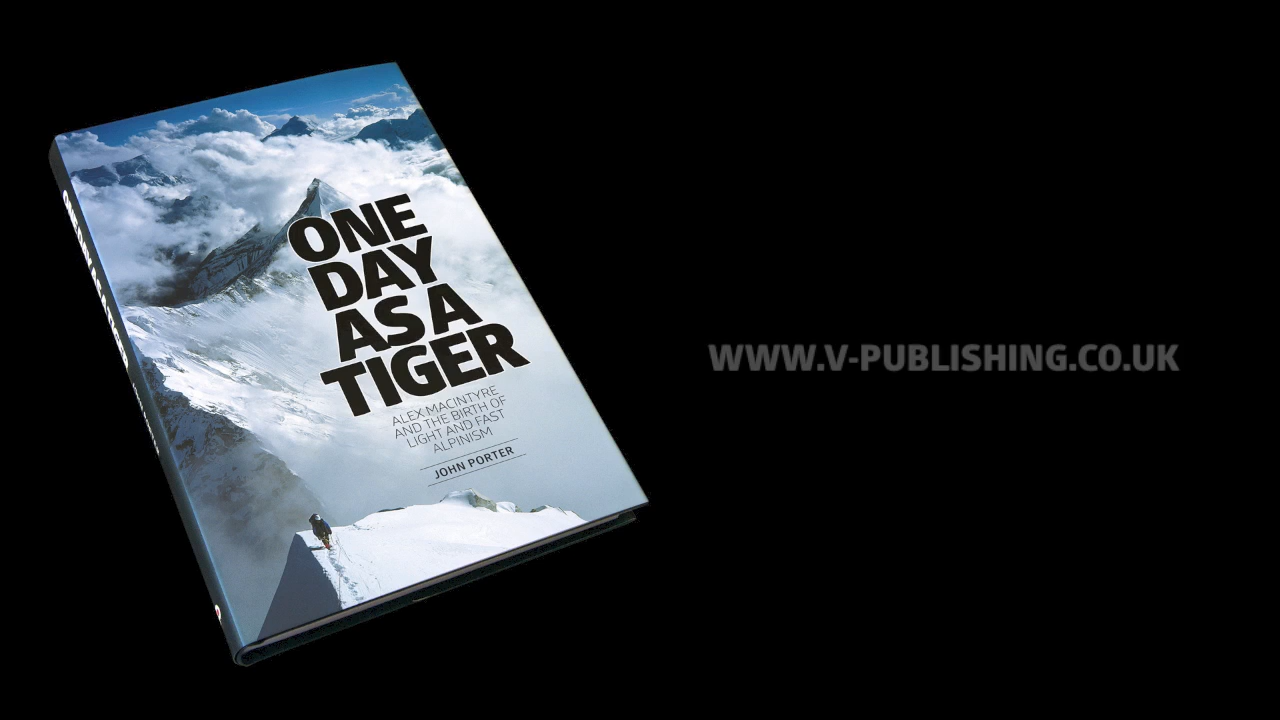 ONE
DAY
AS A
TIGER
ALEX MACINTYRE
AND THE BIRTH OF
LIGHT AND FAST
ALPINISM
JOHN PORTER
WWW.V-PUBLISHING.CO.UK